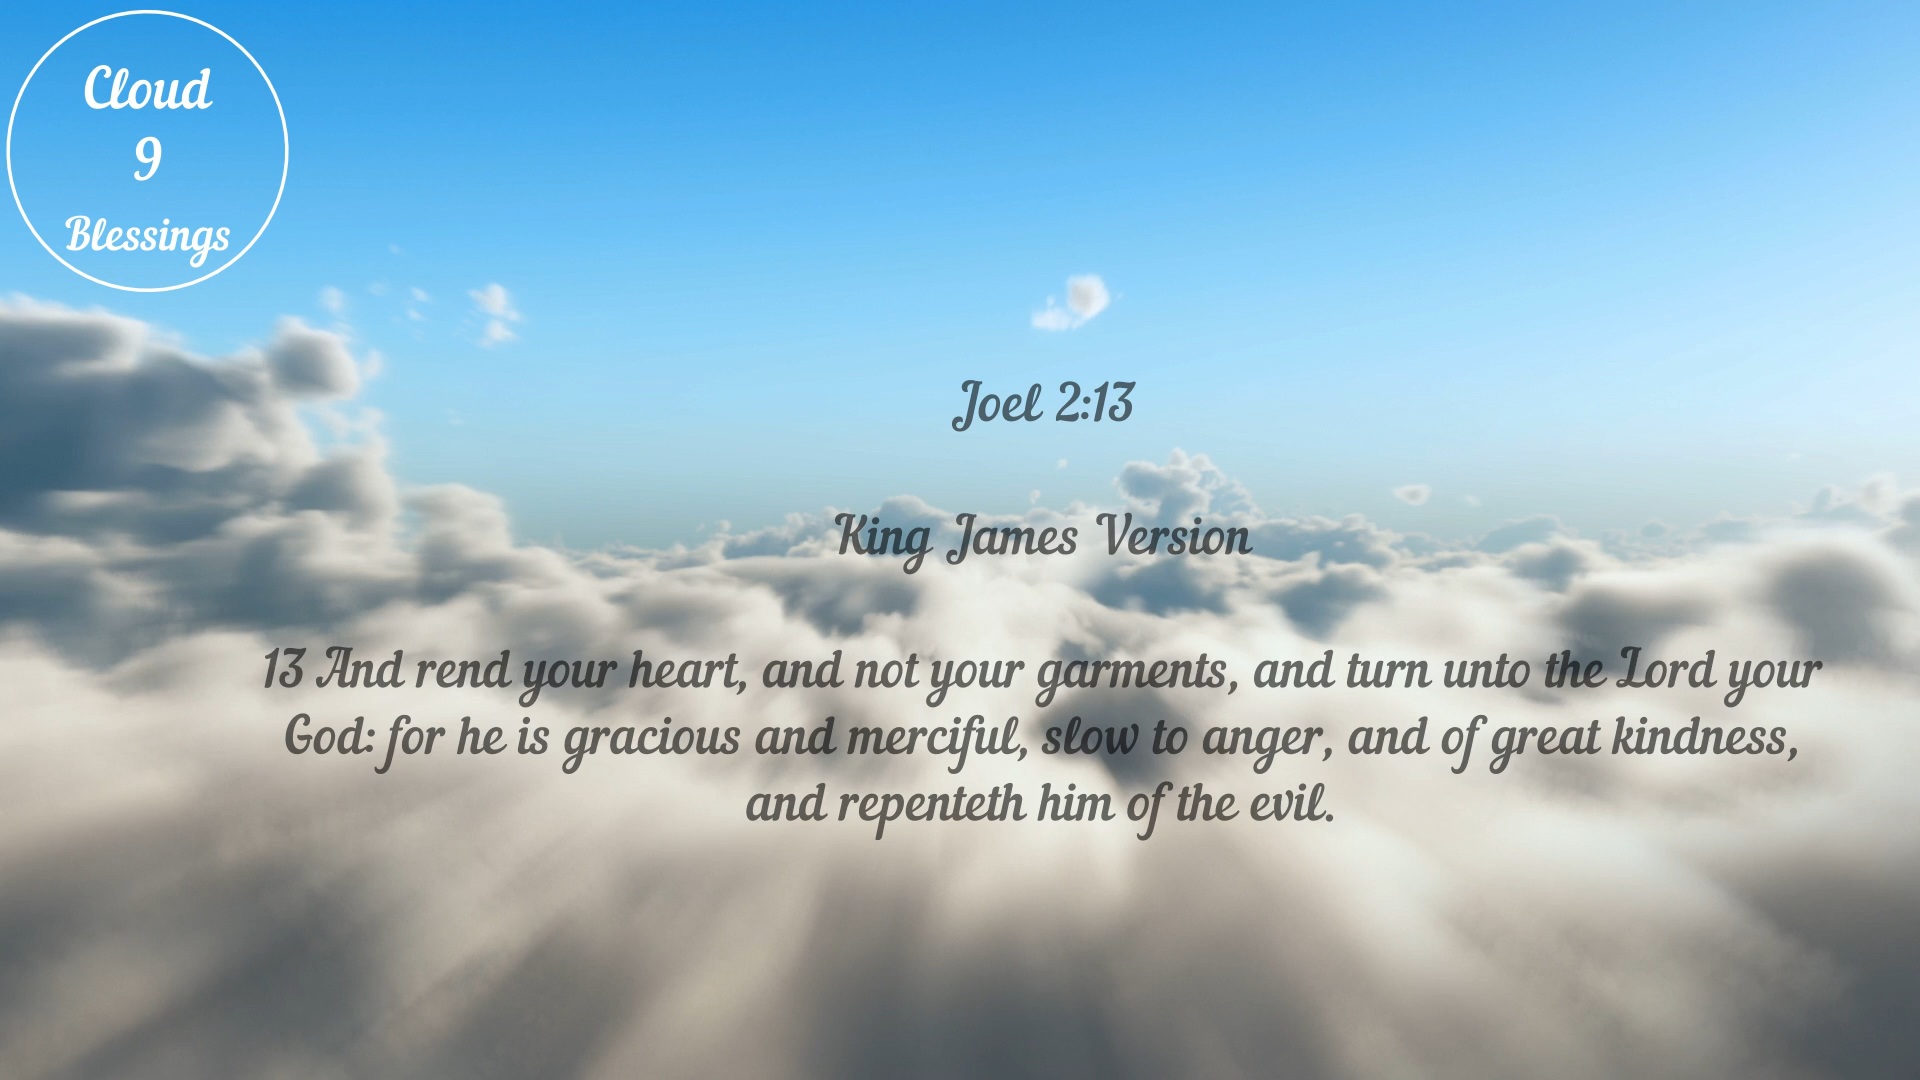 Cloud
9
Blessings
Joel 2:13
King James Version
13 And rend your heart, and not your garments, and turn unto the Lord your
God: for he is gracious and merciful, slow to anger, and of great kindness,
and repenteth him of the evil.